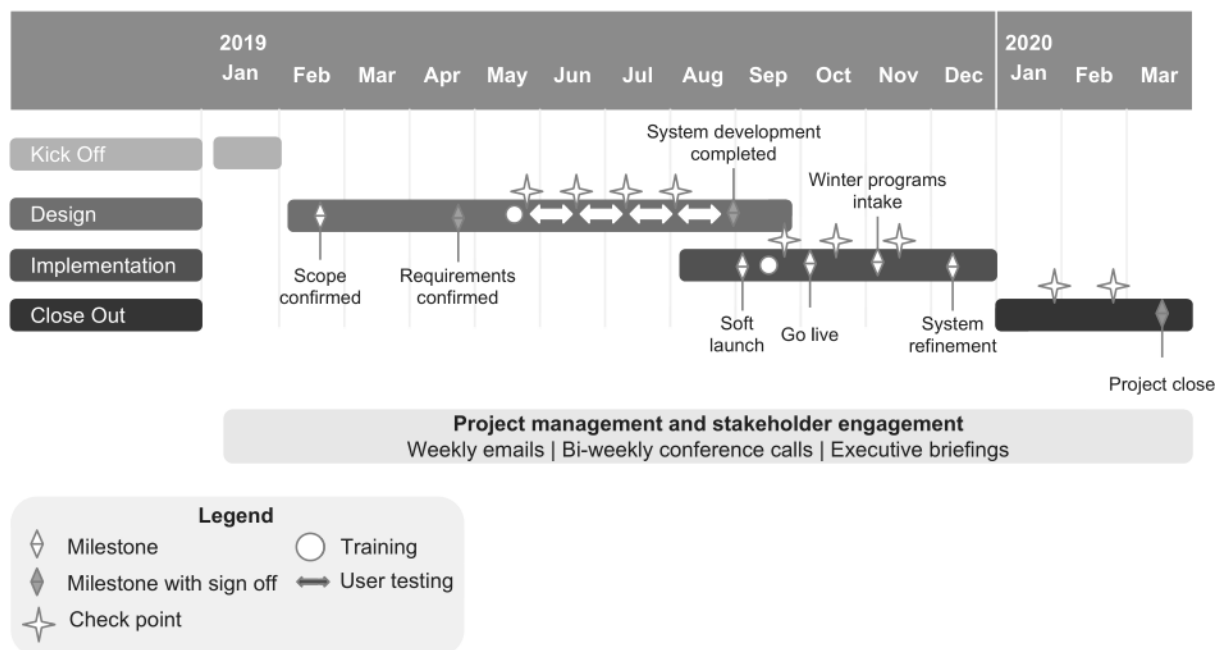 2019
2020
Jan Feb Mar Apr May Jun Jul Aug Sep Oct Nov Dec Jan Feb Mar
Kick Off
System development
completed
Winter programs
intake
Design
Scope
confirmed
Requirements
confirmed
Implementation
Soft
launch
Go live
System
refinement
Close Out
Project close
Project management and stakeholder engagement
Weekly emails | Bi-weekly conference calls | Executive briefings
Legend
Milestone
Training
Milestone with sign off
User testing
Check point